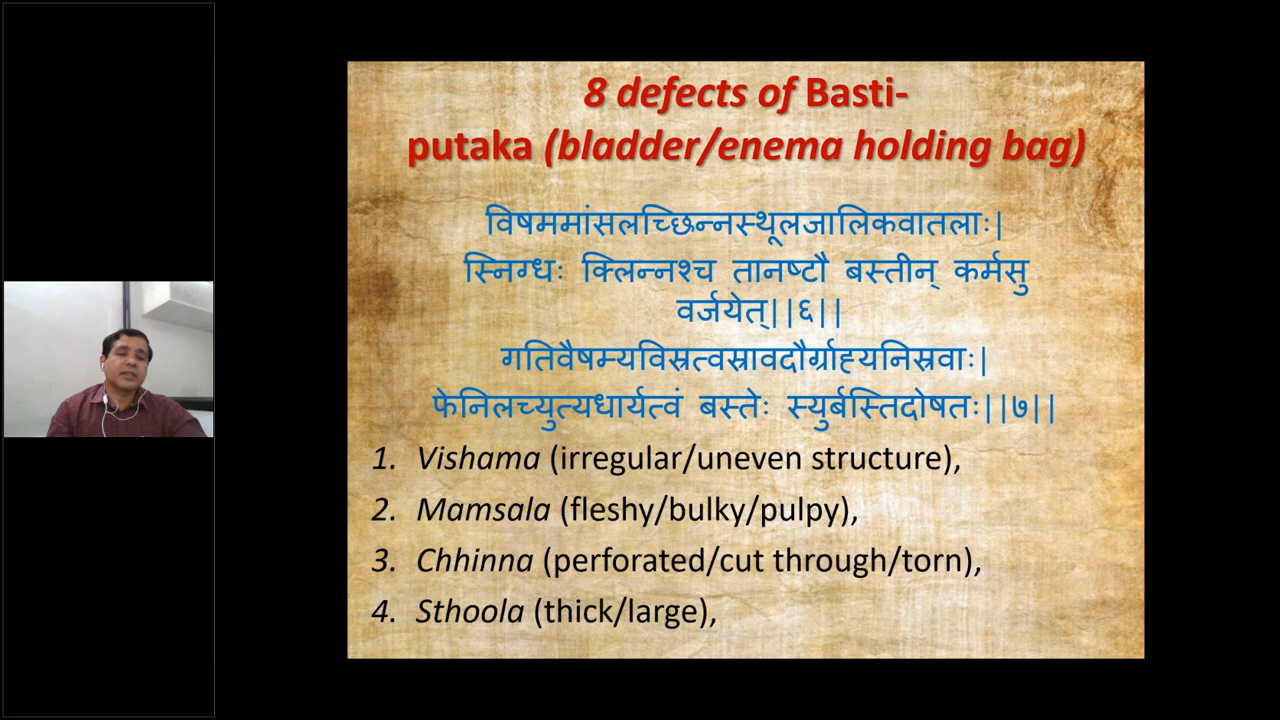 8 defects of Basti-
putaka (bladder/enema holding bag)
विषममांसलच्छिन्नस्थूलजालिकवातलाः|
स्निग्धः क्लिन्नश्च तानष्टौ बस्तीन् कर्मसु
वर्जयेत्||६||
गतिवैषम्यविस्रत्वस्रावदौर्ग्राह्यनिस्रवाः|
फेनिलच्युत्यधार्यत्वं बस्तेः स्युर्बस्तिदोषतः||७||
1. Vishama (irregular/uneven structure),
2. Mamsala (fleshy/bulky/pulpy),
3. Chhinna (perforated/cut through/torn),
4. Sthoola (thick/large),